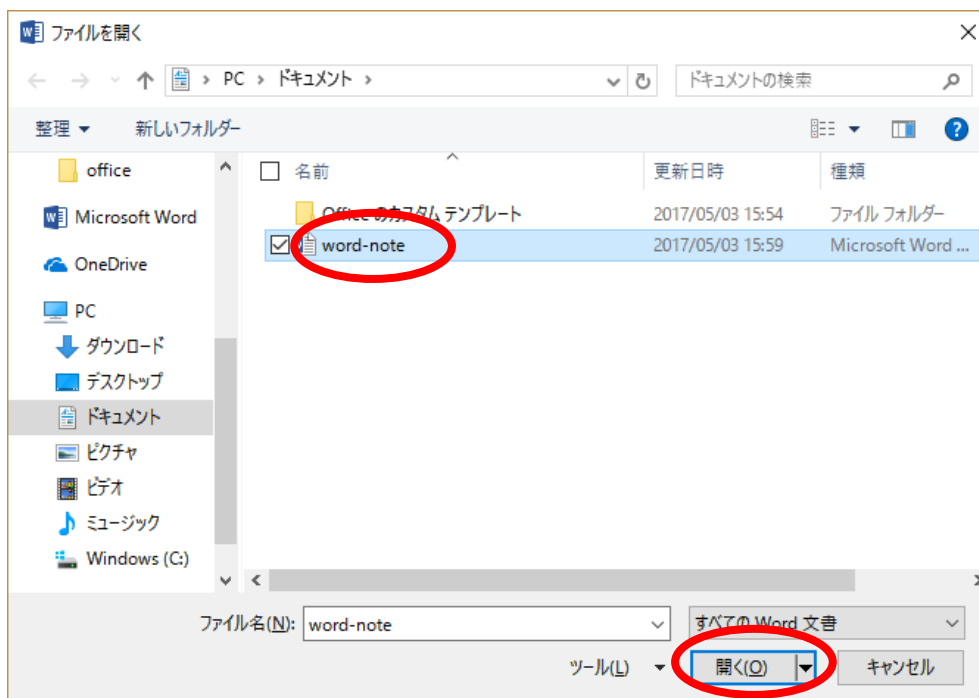 ファイルを開く
PC › ドキュメント ›
ドキュメントの検索
整理
新しいフォルダー
office
Microsoft Word
OneDrive
PC
ダウンロード
デスクトップ
ドキュメント
ピクチャ
ビデオ
ミュージック
Windows (C:)
名前 更新日時 種類
Office のカスタム テンプレート 2017/05/03 15:54 ファイル フォルダー
word-note 2017/05/03 15:59 Microsoft Word ...
ファイル名(N): word-note
すべての Word 文書
ツール(L) 開く(O) キャンセル